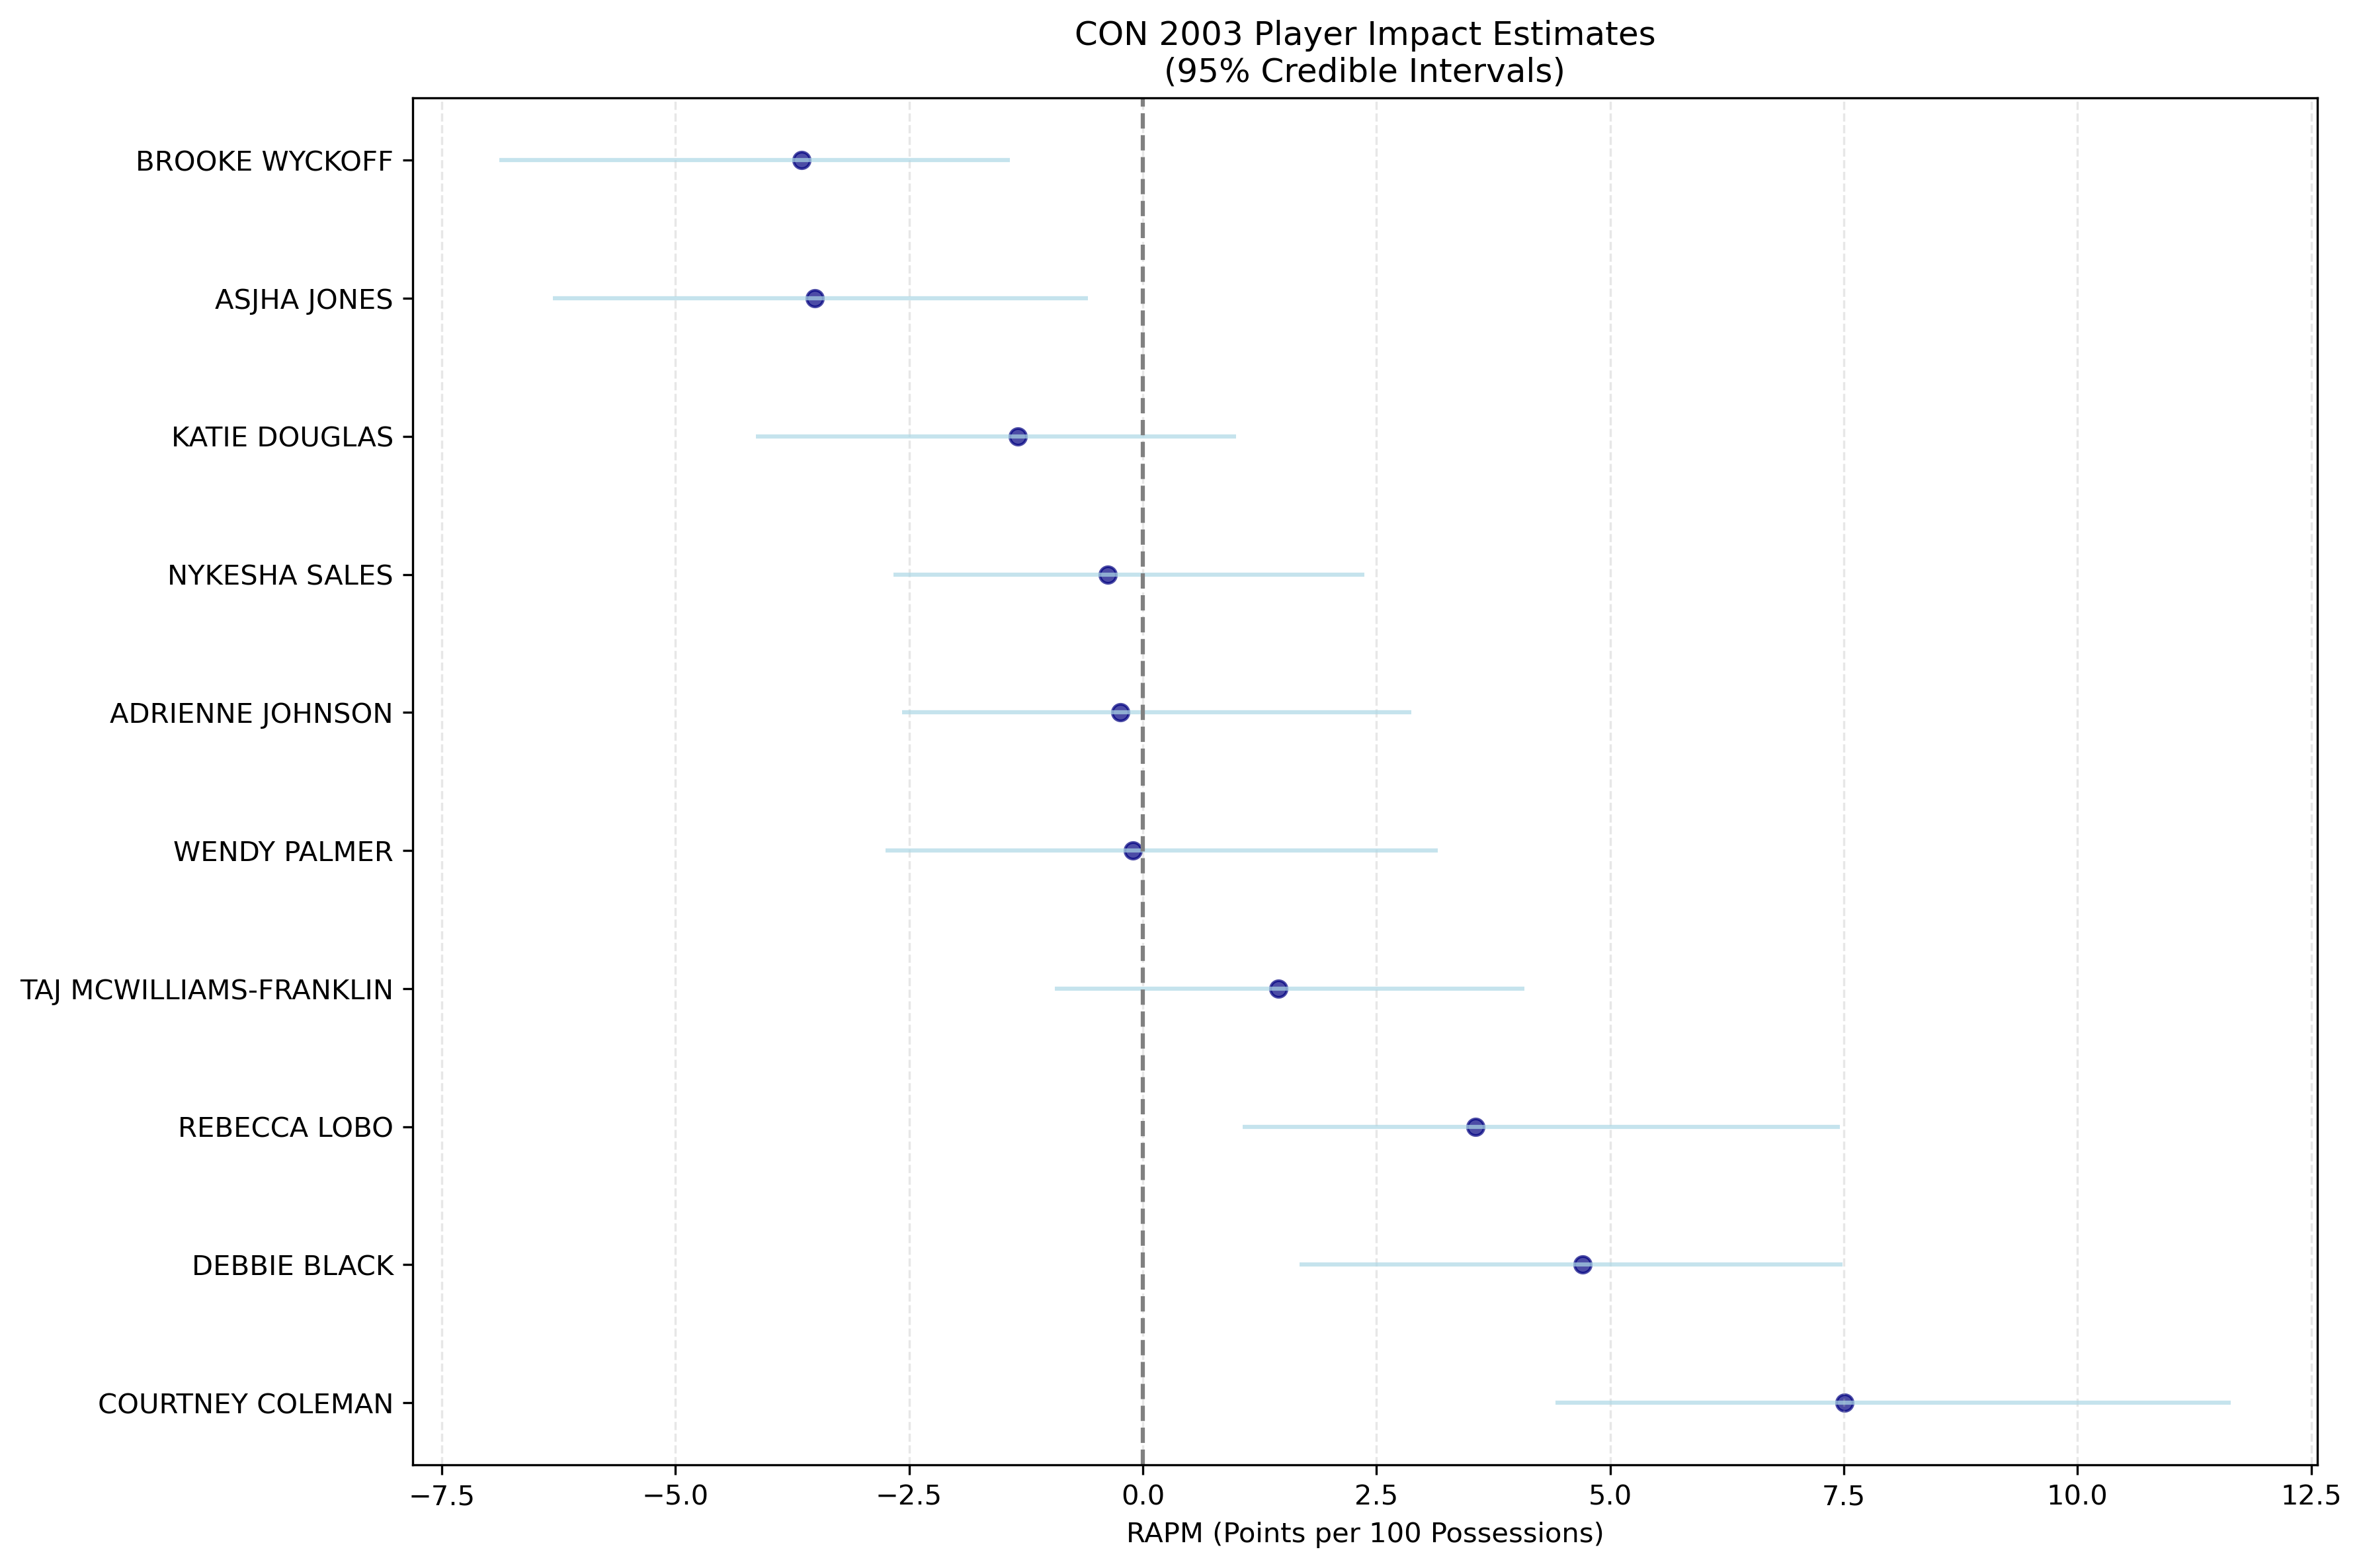 CON 2003 Player Impact Estimates
(95% Credible Intervals)
BROOKE WYCKOFF
ASJHA JONES
KATIE DOUGLAS
NYKESHA SALES
ADRIENNE JOHNSON
WENDY PALMER
TAJ MCWILLIAMS-FRANKLIN
REBECCA LOBO
DEBBIE BLACK
COURTNEY COLEMAN
−7.5 −5.0 −2.5 0.0 2.5 5.0 7.5 10.0 12.5
RAPM (Points per 100 Possessions)